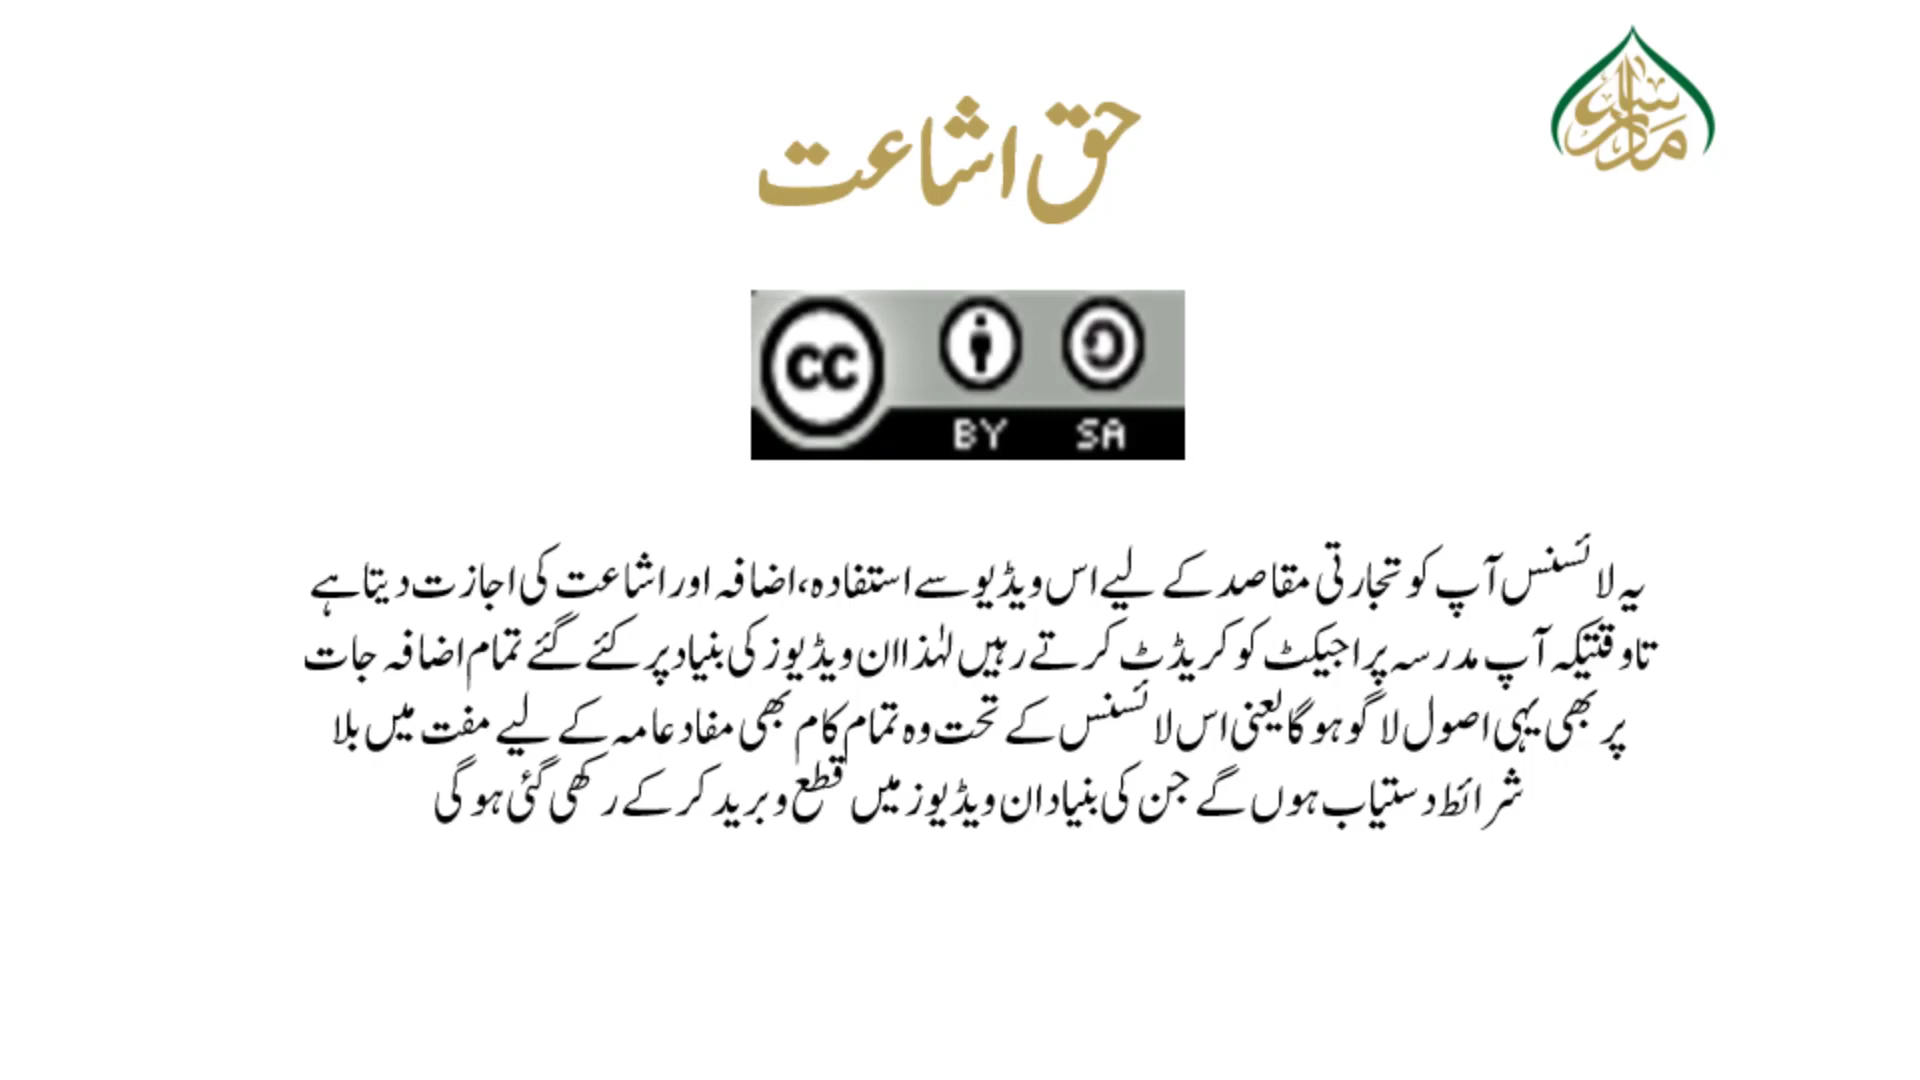 حق اشاعت
cc
BY SA
یہ لائسنس آپ کو تجارتی مقاصد کے لیے اس ویڈیو سے استفادہ، اضافہ اور اشاعت کی اجازت دیتا ہے
تاوقتیکہ آپ مدرسہ پراجیکٹ کو کریڈٹ کرتے رہیں لہٰذا ان ویڈیوز کی بنیاد پر کئے گئے تمام اضافہ جات
پر بھی یہی اصول لاگو ہوگا یعنی اس لائسنس کے تحت وہ تمام کام بھی مفاد عامہ کے لیے مفت میں بلا
شرائط دستیاب ہوں گے جن کی بنیاد ان ویڈیوز میں قطع و برید کر کے رکھی گئی ہو گی